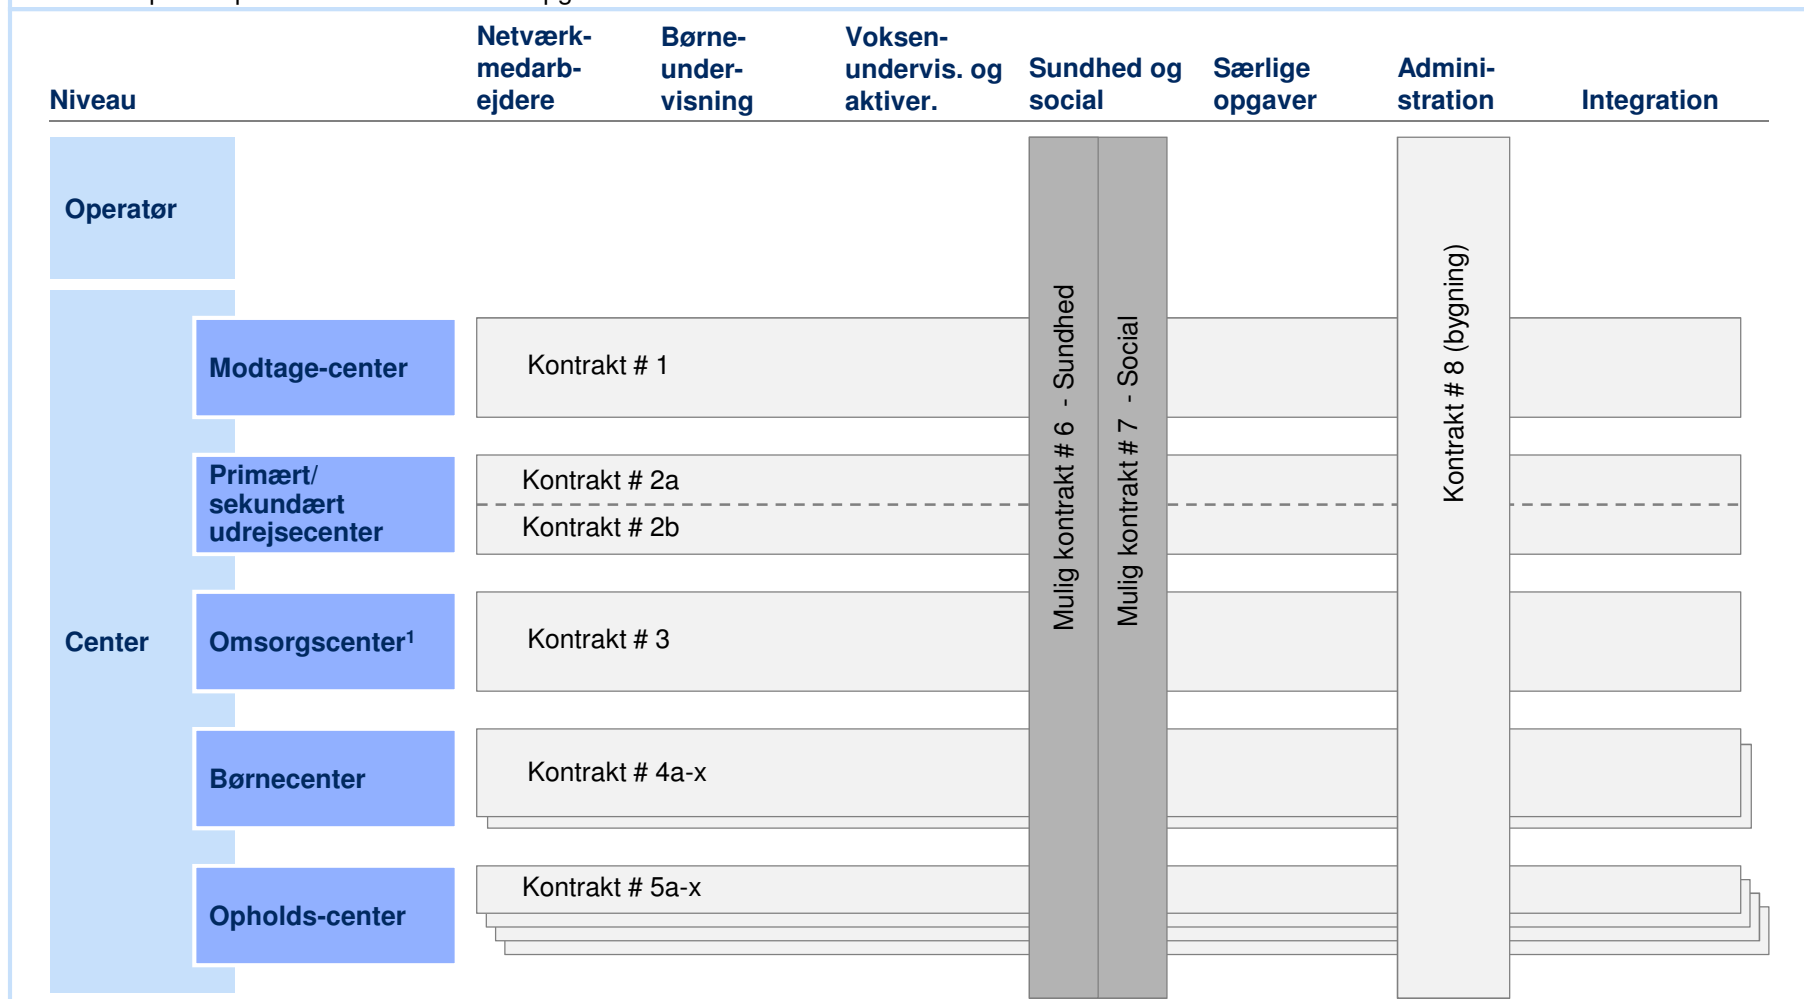 Netværk-
medarb-
ejdere
Børne-
under-
visning
Voksen-
undervis. og
aktiver.
Sundhed og
social
Særlige
opgaver
Admini-
stration
Integration
Niveau
Operatør
Center
Modtage-center
Kontrakt # 1
Primært/
sekundært
udrejsecenter
Kontrakt # 2a
Kontrakt # 2b
Omsorgscenter¹
Kontrakt # 3
Børnecenter
Kontrakt # 4a-x
Opholds-center
Kontrakt # 5a-x
Mulig kontrakt # 6 - Sundhed
Mulig kontrakt # 7 - Social
Kontrakt # 8 (bygning)